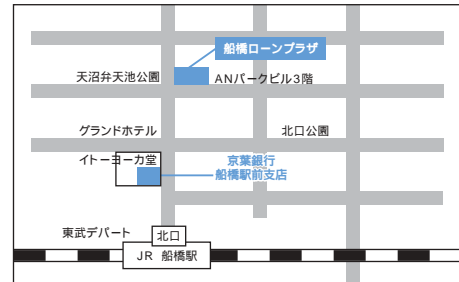 船橋ローンプラザ
天沼弁天池公園
ANパークビル3階
グランドホテル
北口公園
イトーヨーカ堂
京葉銀行
船橋駅前支店
東武デパート
北口
JR 船橋駅